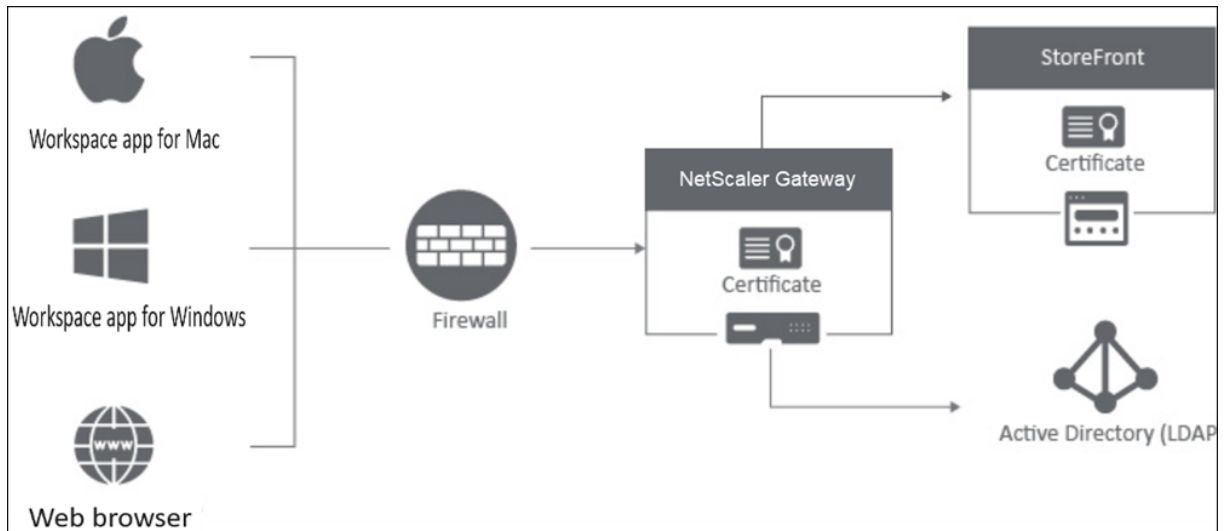 Workspace app for Mac
Workspace app for Windows
www
Web browser
Firewall
NetScaler Gateway
Certificate
StoreFront
Certificate
Active Directory (LDAP